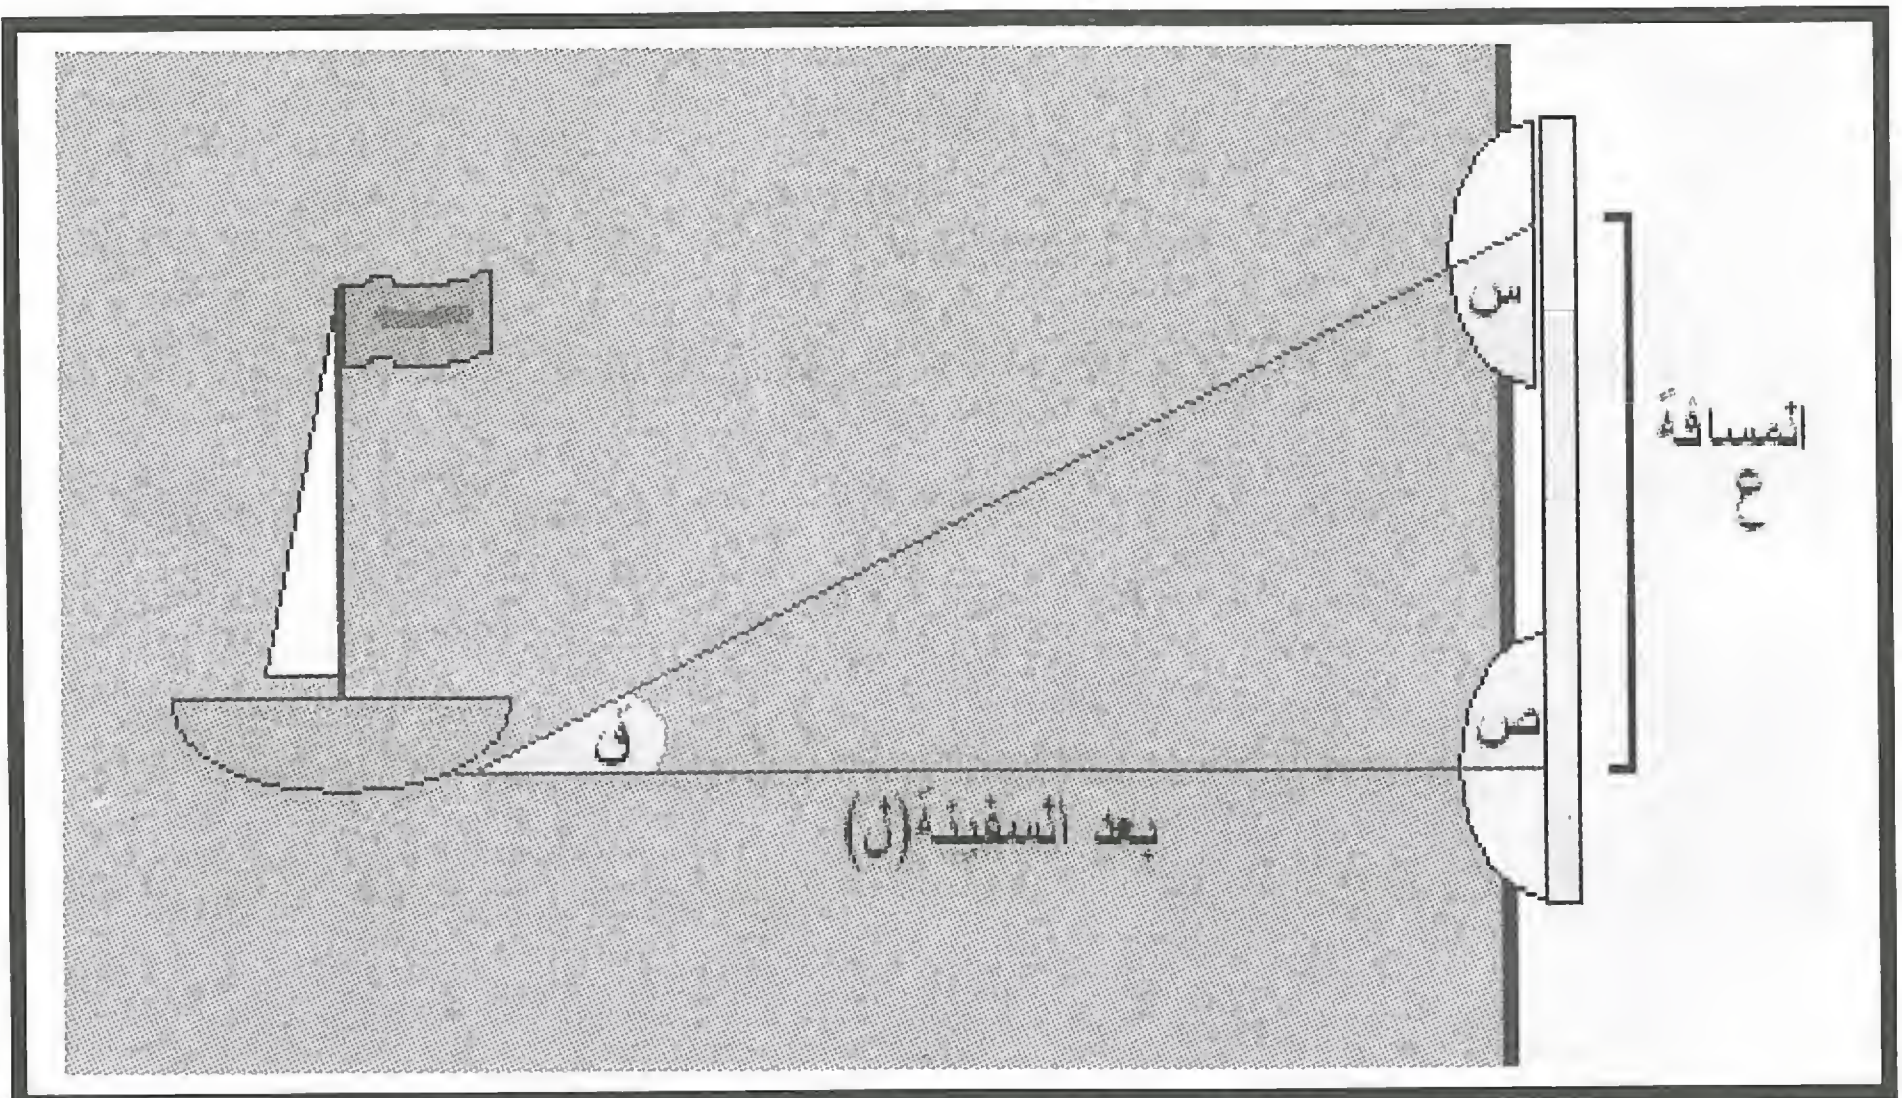 س
المسافة
ع
ص
ق
بعد السفينة(ل)